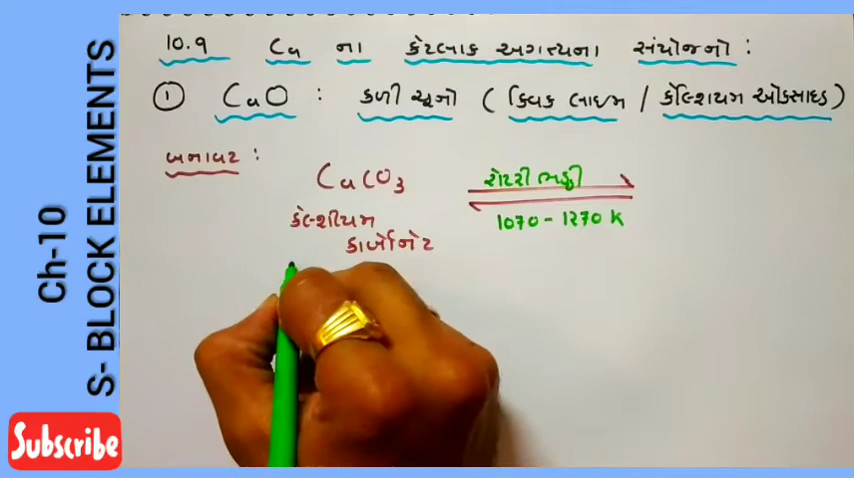 10.9 Ca ના કેટલાક અગત્યના સંયોજનો :
① CaO : કળી ચૂનો ( ક્વિક લાઇમ / કેલ્શિયમ ઓક્સાઇડ )
બનાવટ :
CaCO3 રોટરી ભઠ્ઠી
કેલ્શીયમ 1070 - 1270 K
કાર્બોનેટ
Ch-10
S- BLOCK ELEMENTS
Subscribe